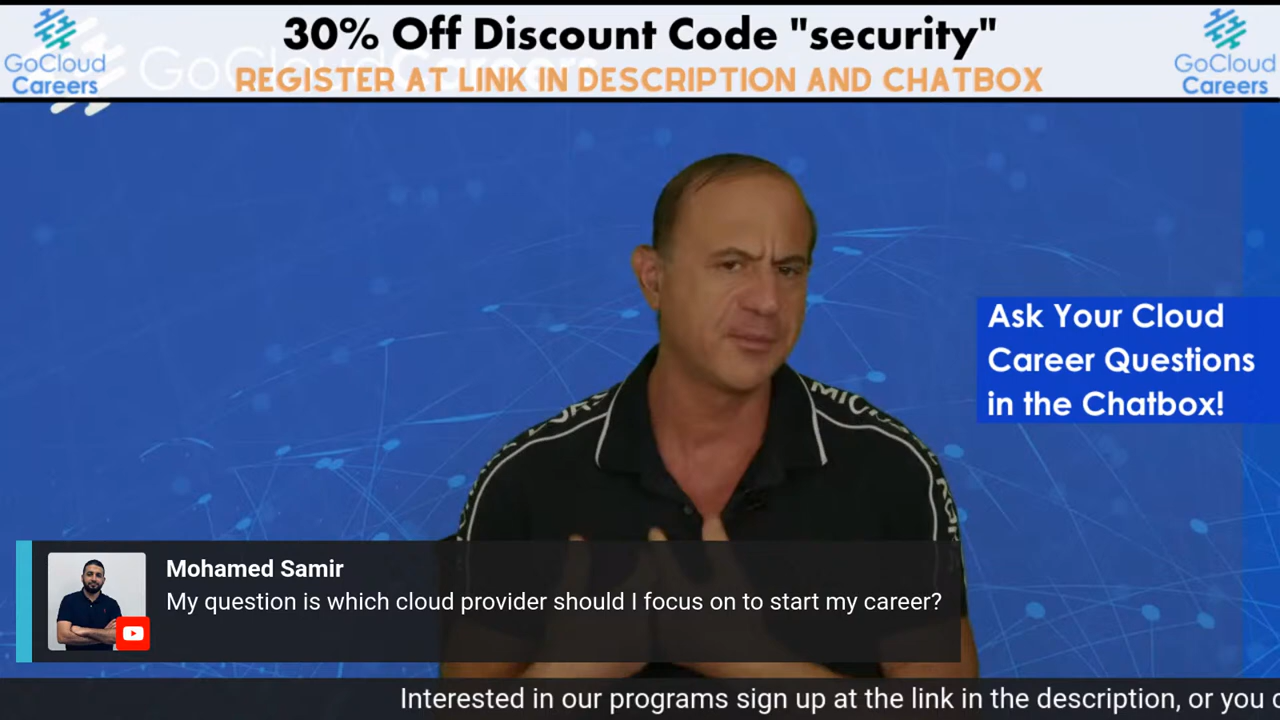 30% Off Discount Code "security"
REGISTER AT LINK IN DESCRIPTION AND CHATBOX
GoCloud
Careers
GoCloud
Careers
GoCloudCareers
Ask Your Cloud
Career Questions
in the Chatbox!
Mohamed Samir
My question is which cloud provider should I focus on to start my career?
Interested in our programs sign up at the link in the description, or you